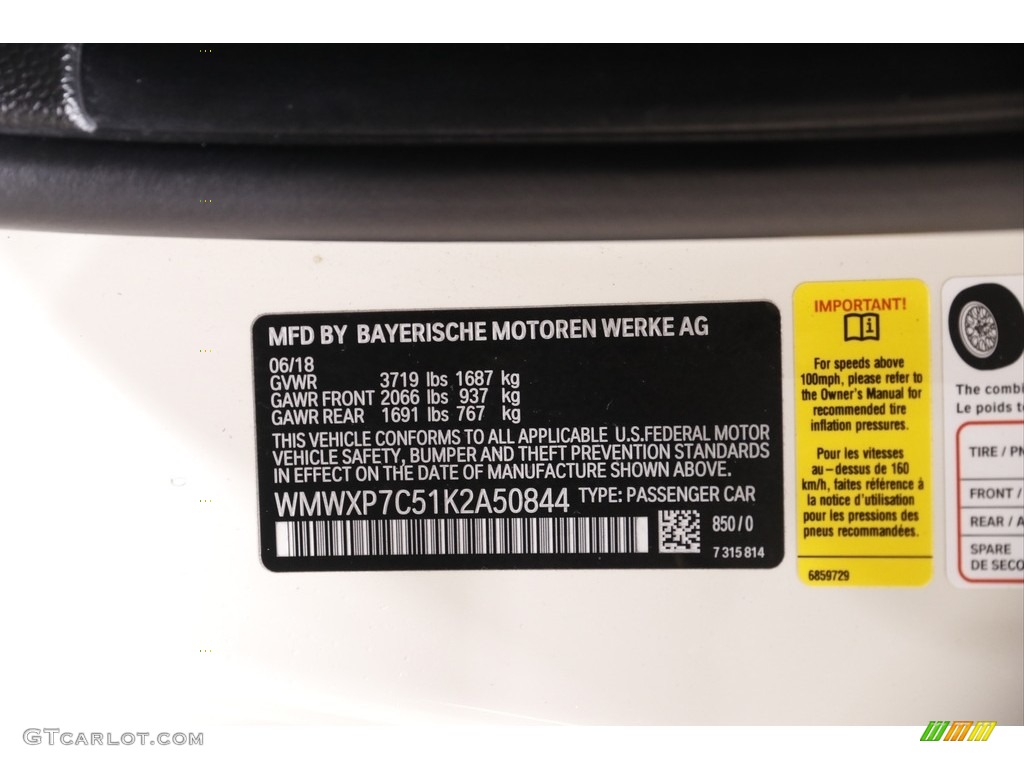 MFD BY BAYERISCHE MOTOREN WERKE AG
06/18
GVWR 3719 lbs 1687 kg
GAWR FRONT 2066 lbs 937 kg
GAWR REAR 1691 lbs 767 kg
THIS VEHICLE CONFORMS TO ALL APPLICABLE U.S.FEDERAL MOTOR
VEHICLE SAFETY, BUMPER AND THEFT PREVENTION STANDARDS
IN EFFECT ON THE DATE OF MANUFACTURE SHOWN ABOVE.
WMWXP7C51K2A50844 TYPE: PASSENGER CAR
850/0
7 315 814
IMPORTANT!
For speeds above
100mph, please refer to
the Owner's Manual for
recommended tire
inflation pressures.
Pour les vitesses
au-dessus de 160
km/h, faites référence à
la notice d'utilisation
pour les pressions des
pneus recommandées.
6859729
The combi
Le poids t
TIRE / PN
FRONT /
REAR / A
SPARE
DE SECO
GTCARLOT.COM